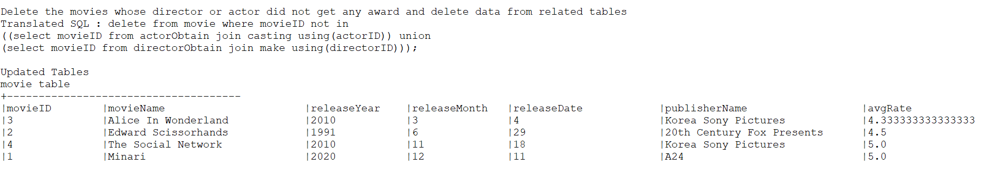 Delete the movies whose director or actor did not get any award and delete data from related tables
Translated SQL : delete from movie where movieID not in
((select movieID from actorObtain join casting using(actorID)) union
(select movieID from directorObtain join make using(directorID)));
Updated Tables
movie table
+-------------------------------------
|movieID |movieName |releaseYear |releaseMonth |releaseDate |publisherName |avgRate
|3 |Alice In Wonderland |2010 |3 |4 |Korea Sony Pictures |4.333333333333333
|2 |Edward Scissorhands |1991 |6 |29 |20th Century Fox Presents |4.5
|4 |The Social Network |2010 |11 |18 |Korea Sony Pictures |5.0
|1 |Minari |2020 |12 |11 |A24 |5.0